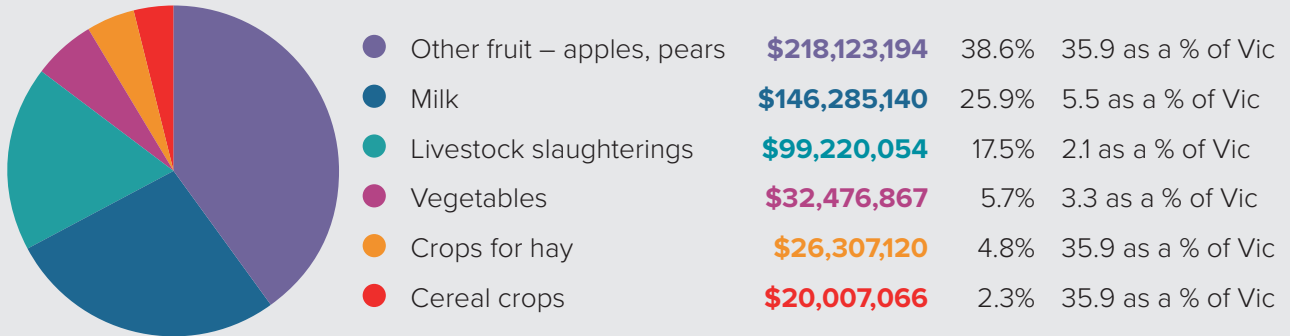 Other fruit – apples, pears $218,123,194 38.6% 35.9 as a % of Vic
Milk $146,285,140 25.9% 5.5 as a % of Vic
Livestock slaughterings $99,220,054 17.5% 2.1 as a % of Vic
Vegetables $32,476,867 5.7% 3.3 as a % of Vic
Crops for hay $26,307,120 4.8% 35.9 as a % of Vic
Cereal crops $20,007,066 2.3% 35.9 as a % of Vic